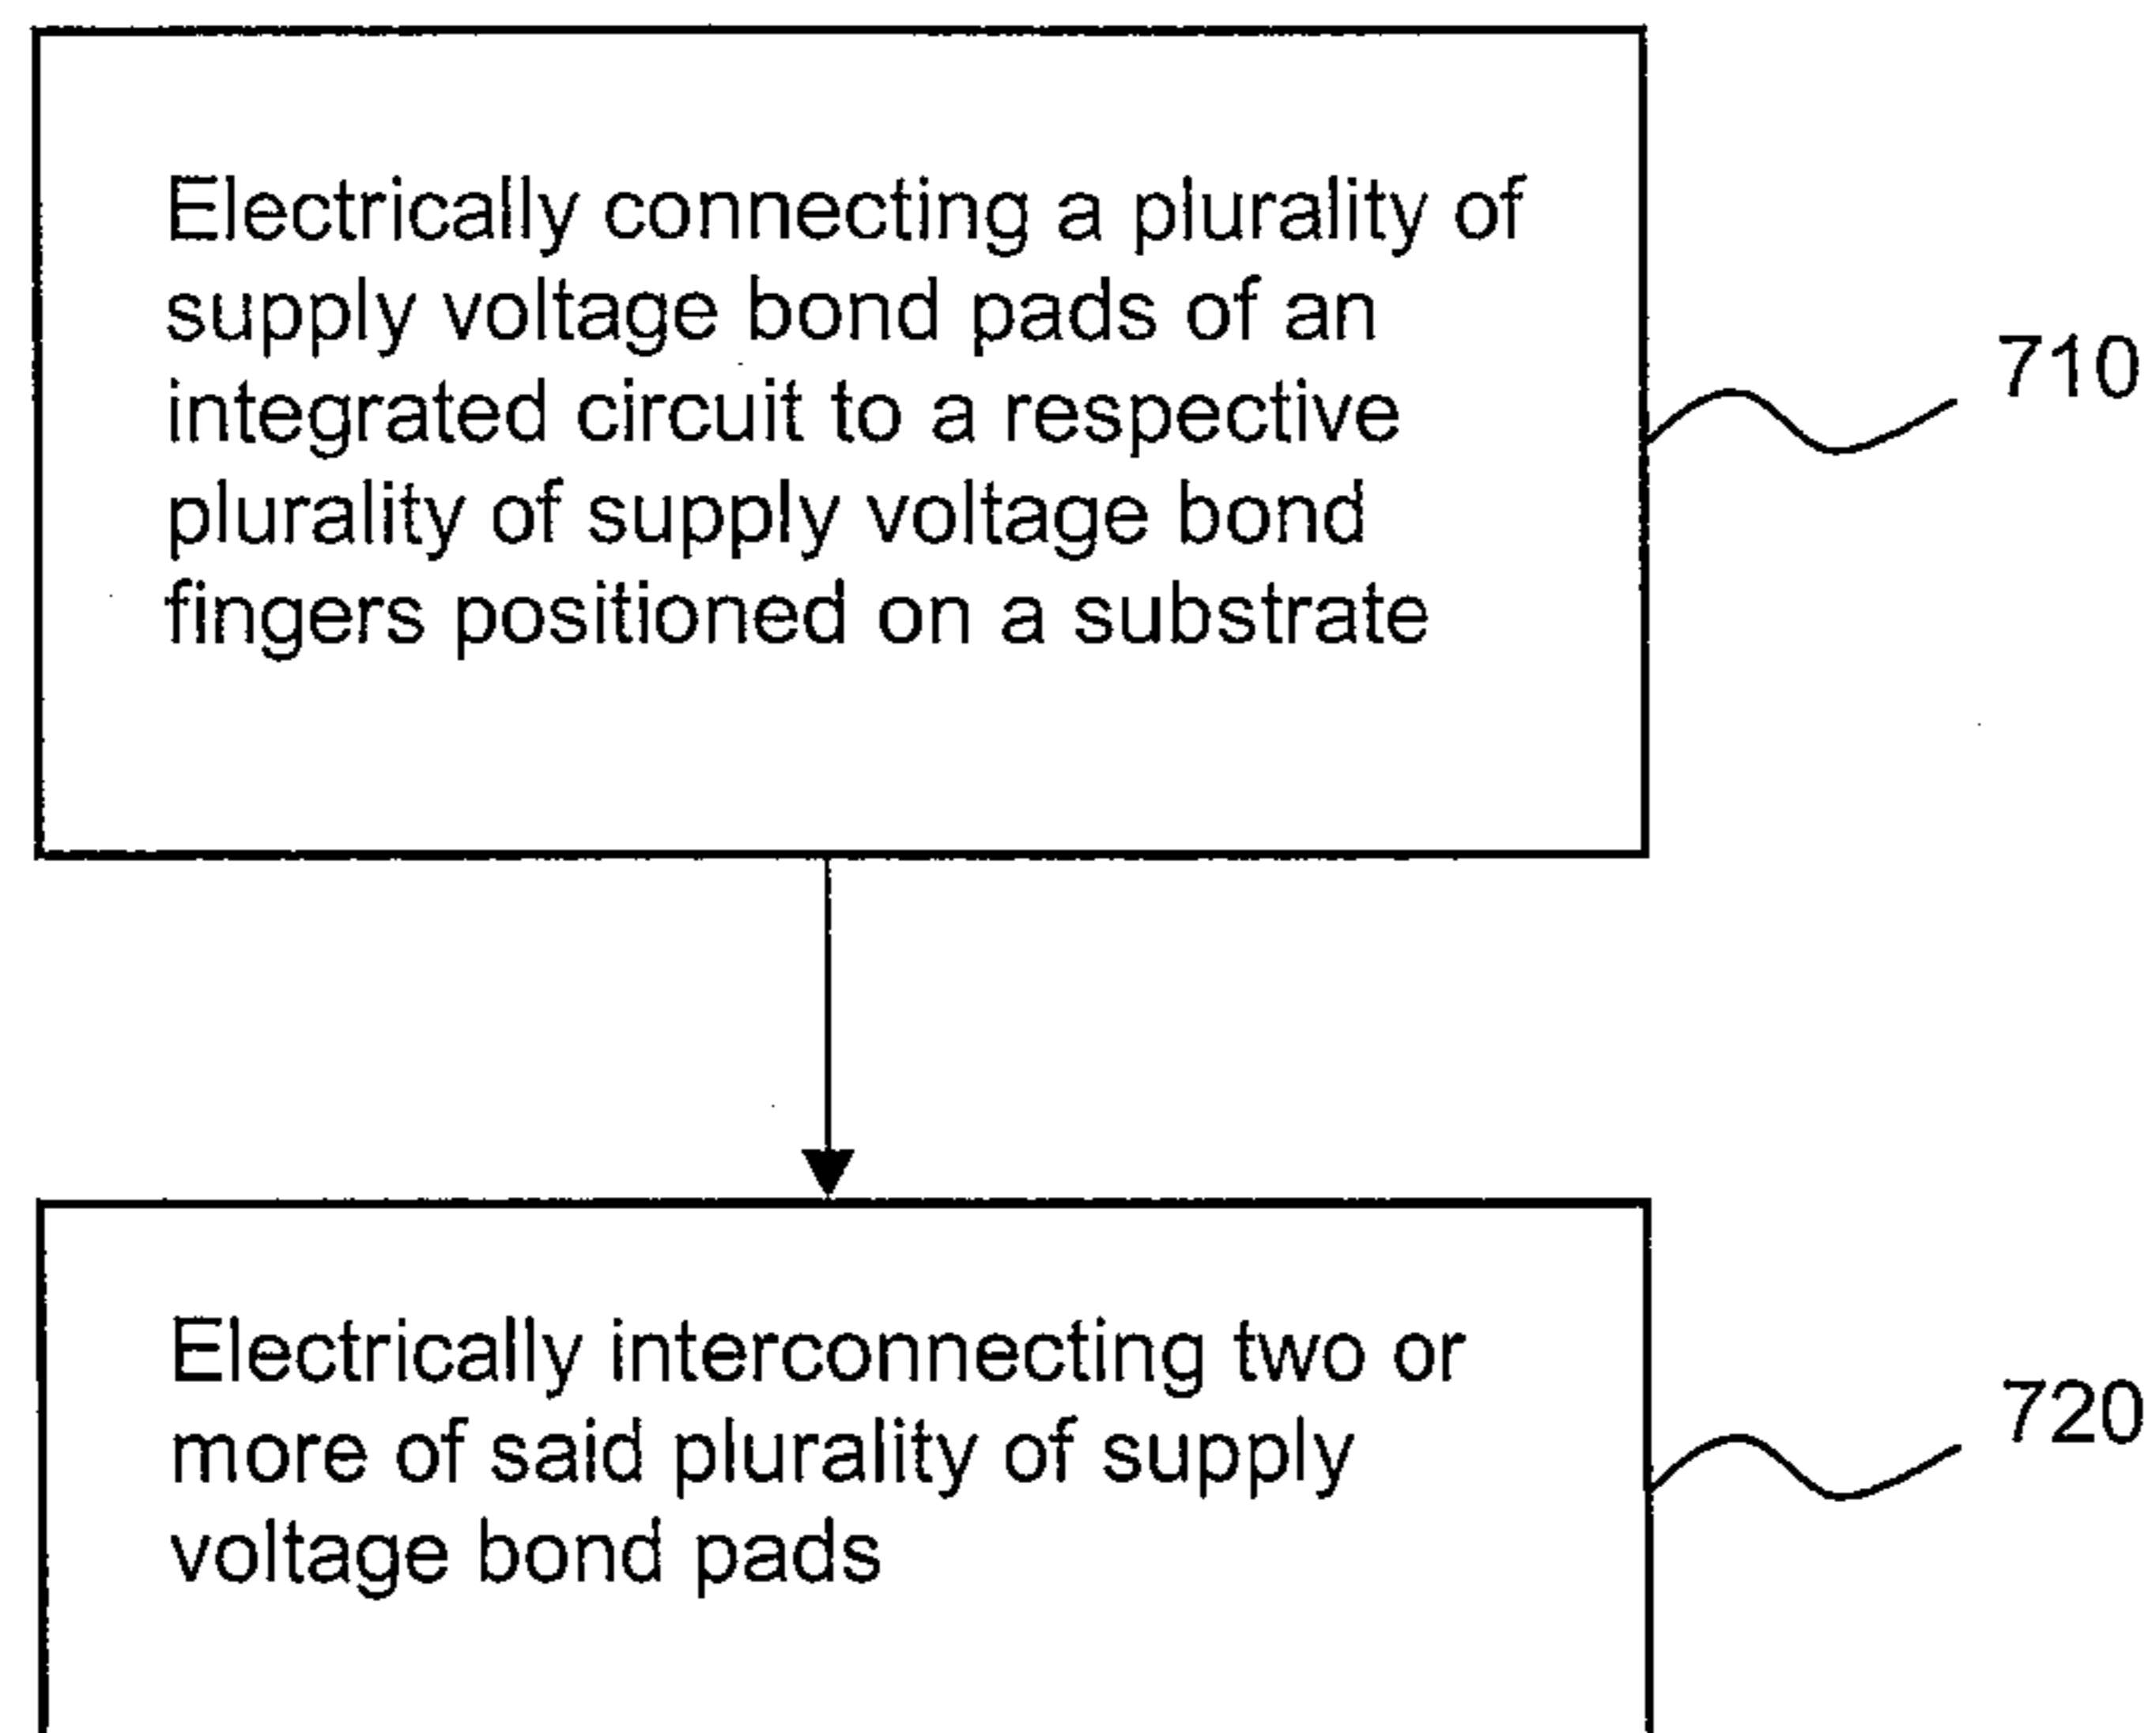 Electrically connecting a plurality of
supply voltage bond pads of an
integrated circuit to a respective
plurality of supply voltage bond
fingers positioned on a substrate
710
Electrically interconnecting two or
more of said plurality of supply
voltage bond pads
720